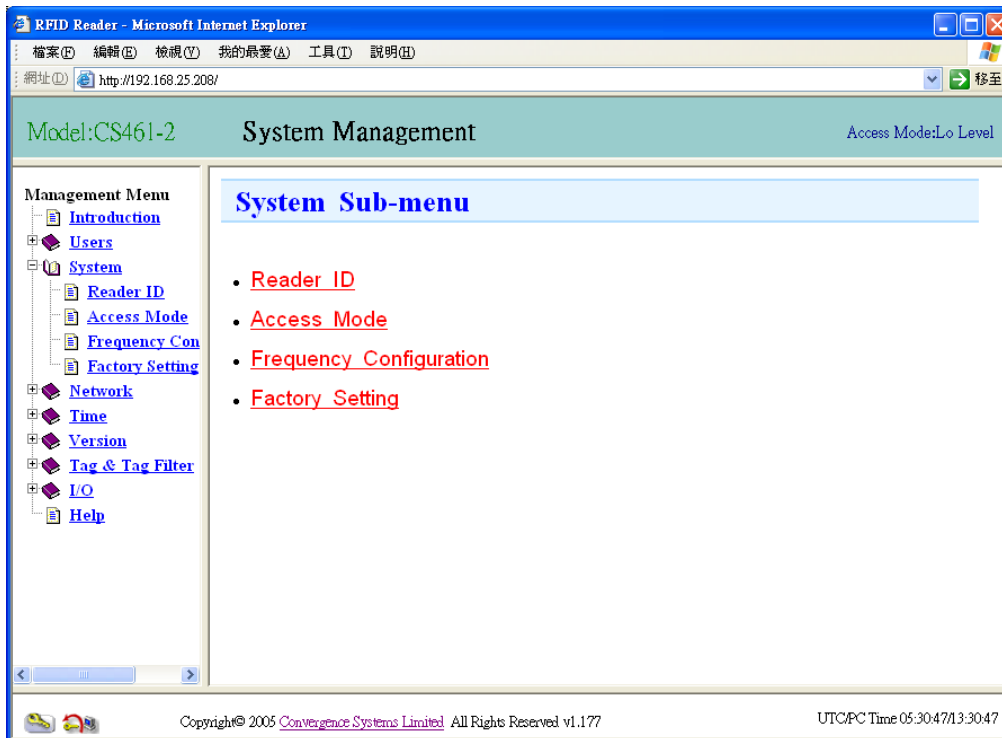 RFID Reader - Microsoft Internet Explorer
檔案(F) 編輯(E) 檢視(V) 我的最愛(A) 工具(T) 說明(H)
網址(D) http://192.168.25.208/ 移至
Model:CS461-2 System Management Access Mode:Lo Level
Management Menu
Introduction
Users
System
Reader ID
Access Mode
Frequency Con
Factory Setting
Network
Time
Version
Tag & Tag Filter
I/O
Help
System Sub-menu
Reader ID
Access Mode
Frequency Configuration
Factory Setting
Copyright© 2005 Convergence Systems Limited All Rights Reserved v1.177
UTC/PC Time 05:30:47/13:30:47